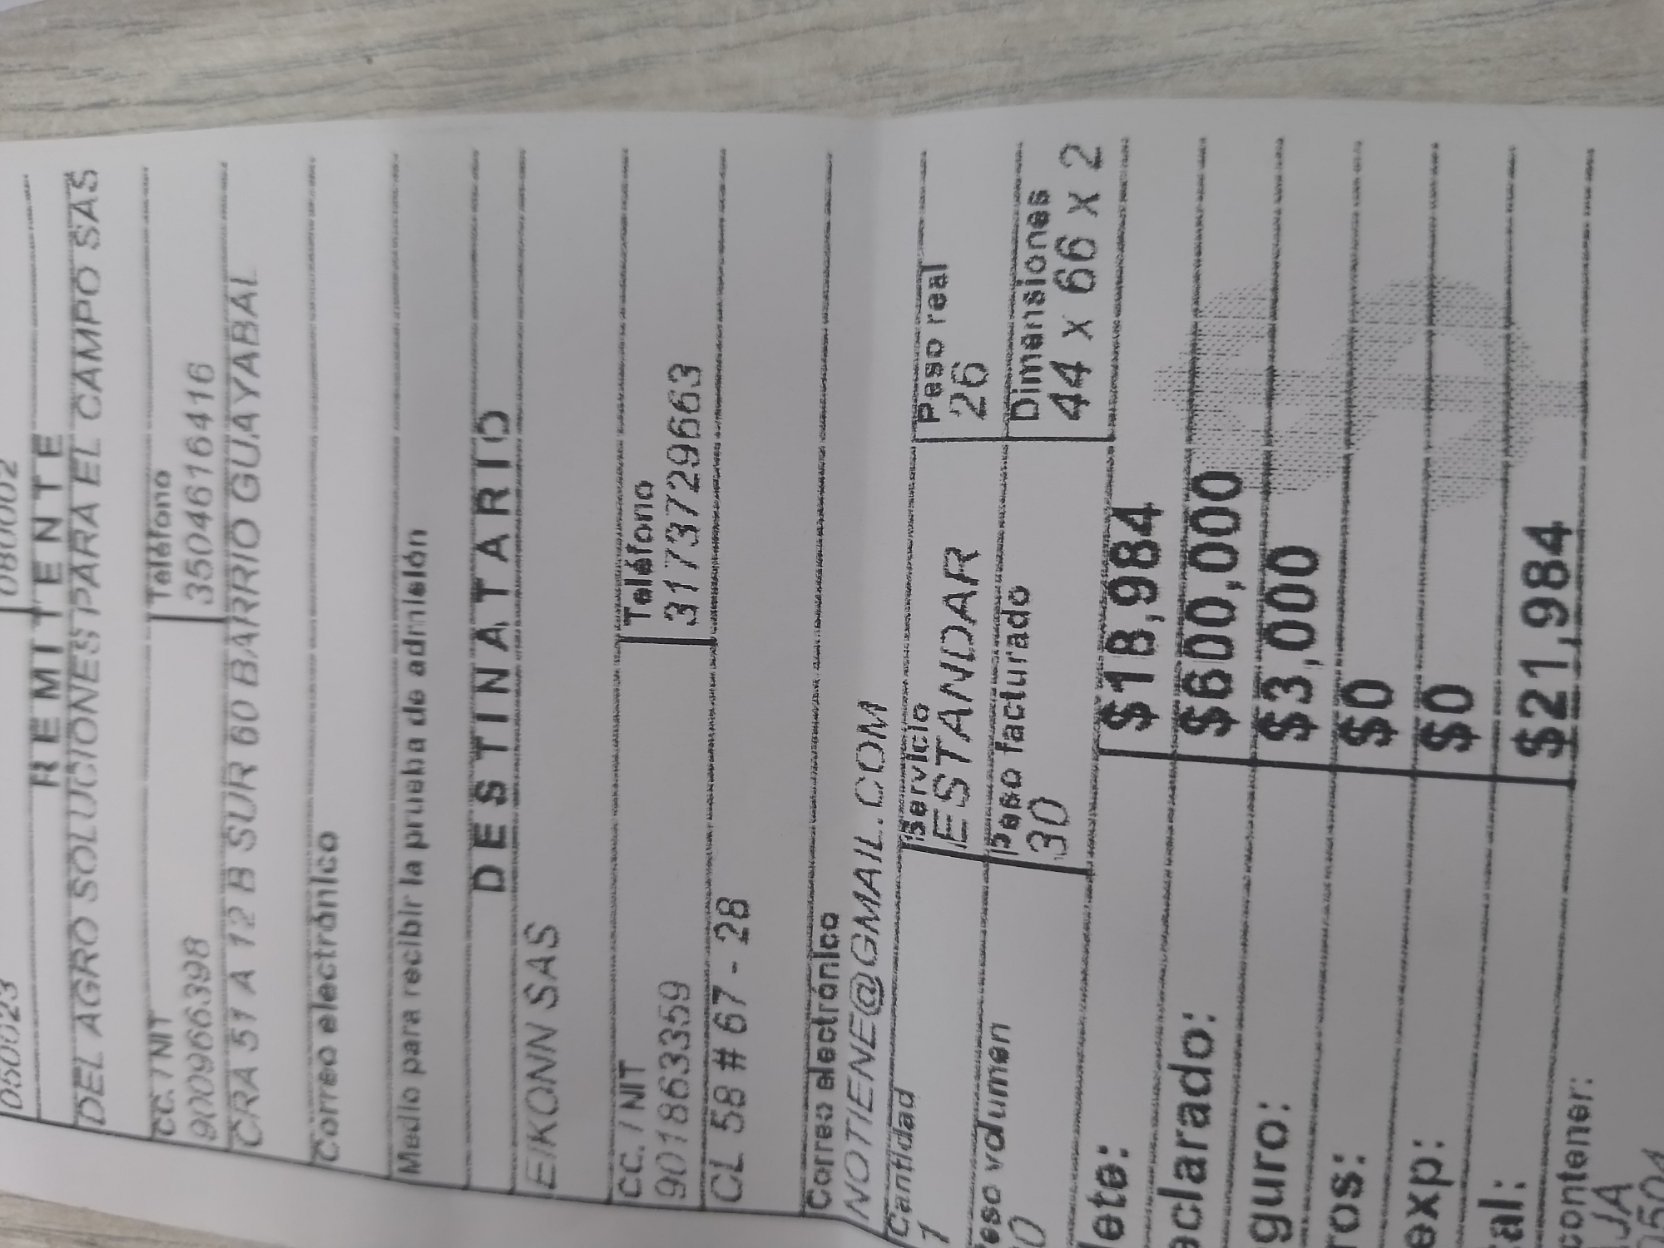 050023 080002
REMITENTE
DEL AGRO SOLUCIONES PARA EL CAMPO SAS
CC. / NIT Teléfono
900966398 3504616416
CRA 51 A 12 B SUR 60 BARRIO GUAYABAL
Correo electrónico
Medio para recibir la prueba de admisión
DESTINATARIO
EIKONN SAS
CC. / NIT Teléfono
901863359 3173729663
CL 58 # 67 - 28
Correo electrónico
NOTIENE@GMAIL.COM
Cantidad Servicio Peso real
1 ESTANDAR 26
eso volumen Peso facturado Dimensiones
0 30 44 x 66 x 2
lete: $18,984
eclarado: $600,000
guro: $3,000
ros: $0
exp: $0
al: $21,984
contener:
JA